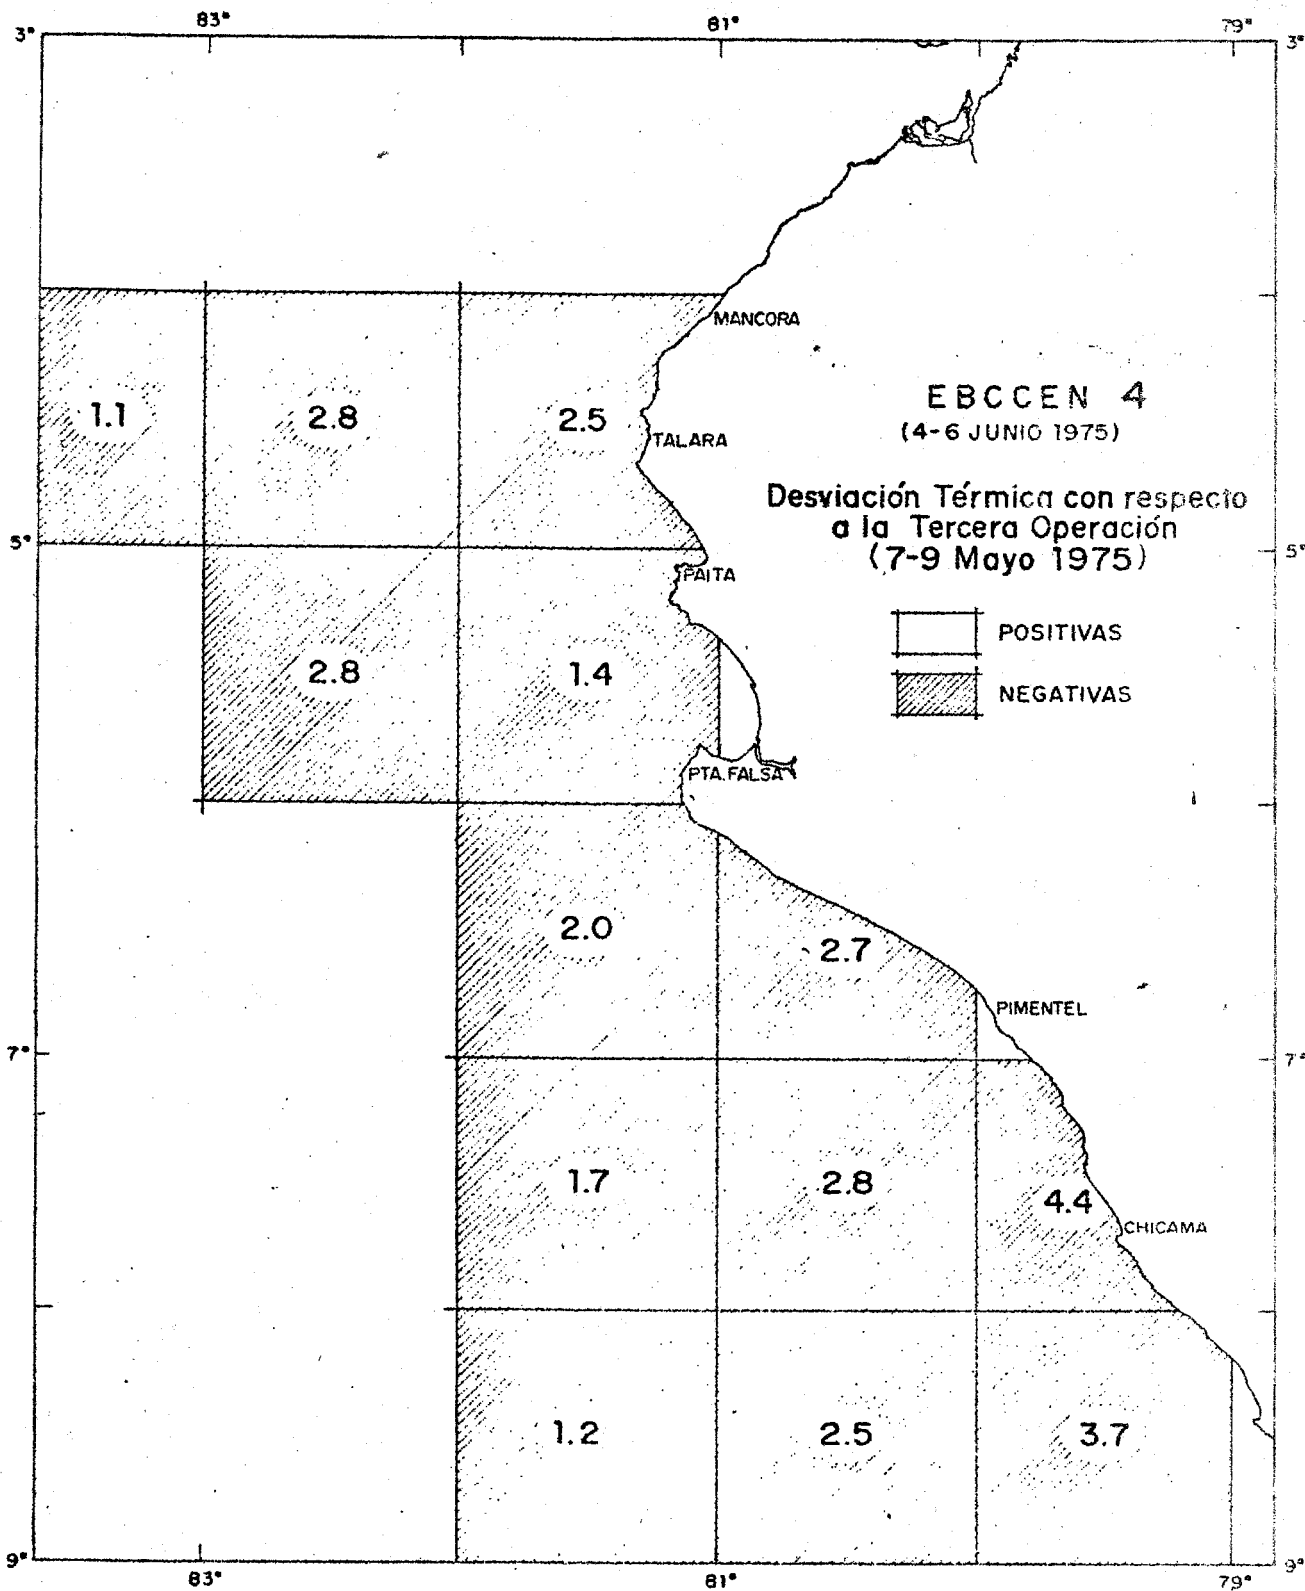 83° 81° 79°
3° 3°
MANCORA
EBCCEN 4
(4-6 JUNIO 1975)
1.1 2.8 2.5
TALARA
Desviación Térmica con respecto
a la Tercera Operación
(7-9 Mayo 1975)
5° 5°
PAITA
POSITIVAS
2.8 1.4
NEGATIVAS
PTA. FALSA
2.0 2.7
PIMENTEL
7° 7°
1.7 2.8 4.4
CHICAMA
1.2 2.5 3.7
9° 9°
83° 81° 79°